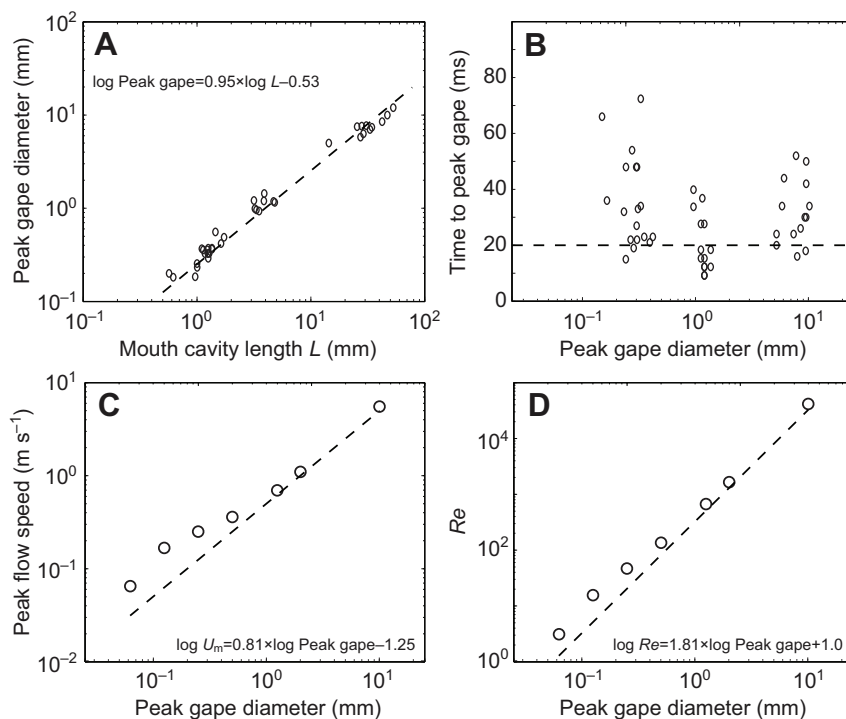 A
log Peak gape=0.95×log L–0.53
Peak gape diameter (mm)
10²
10¹
10⁰
10⁻¹
10⁻¹ 10⁰ 10¹ 10²
Mouth cavity length L (mm)
B
Time to peak gape (ms)
80
60
40
20
0
10⁻¹ 10⁰ 10¹
Peak gape diameter (mm)
C
Peak flow speed (m s⁻¹)
10¹
10⁰
10⁻¹
10⁻²
log Uₘ=0.81×log Peak gape–1.25
10⁻¹ 10⁰ 10¹
Peak gape diameter (mm)
D
Re
10⁴
10²
10⁰
log Re=1.81×log Peak gape+1.0
10⁻¹ 10⁰ 10¹
Peak gape diameter (mm)